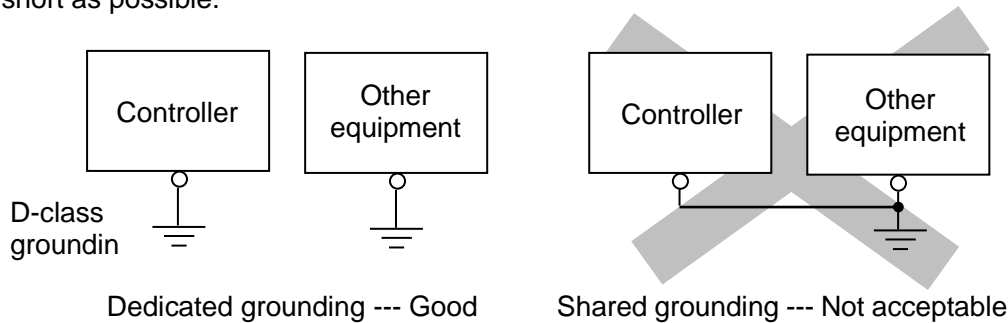 short as possible.
Controller
Other
equipment
D-class
groundin
Dedicated grounding --- Good
Controller
Other
equipment
Shared grounding --- Not acceptable